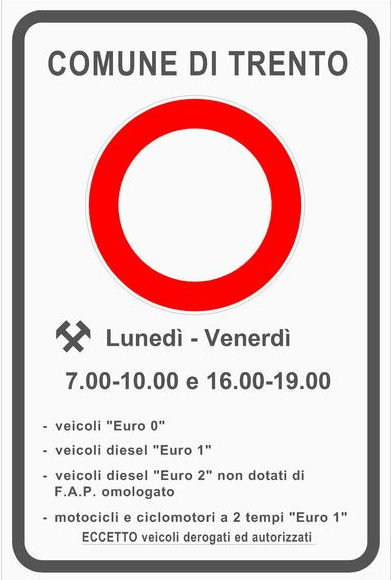 COMUNE DI TRENTO
Lunedì - Venerdì
7.00-10.00 e 16.00-19.00
- veicoli "Euro 0"
- veicoli diesel "Euro 1"
- veicoli diesel "Euro 2" non dotati di
F.A.P. omologato
- motocicli e ciclomotori a 2 tempi "Euro 1"
ECCETTO veicoli derogati ed autorizzati